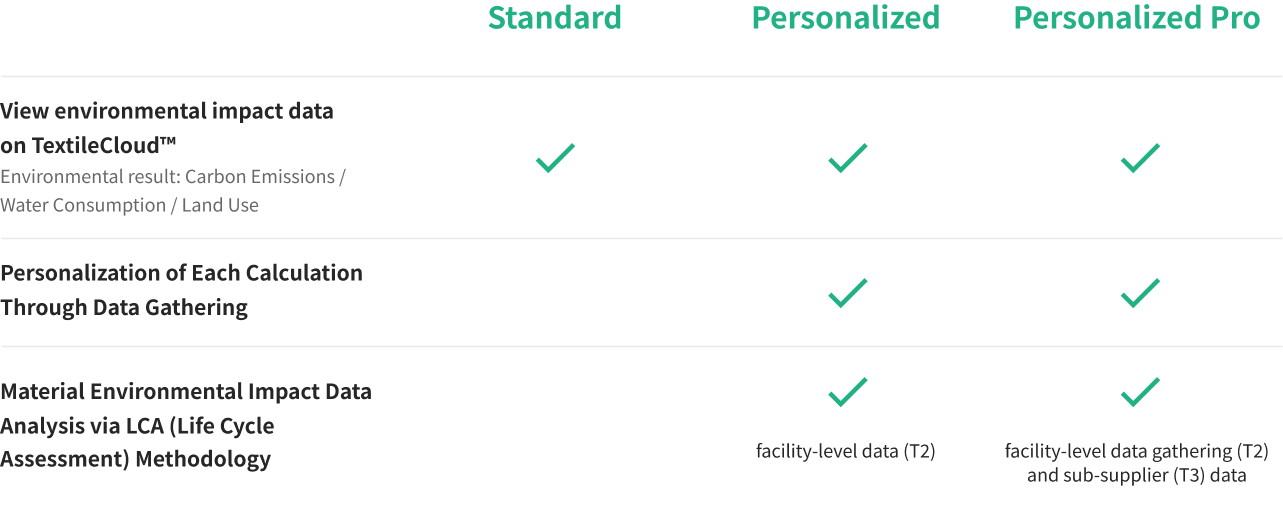 Standard
Personalized
Personalized Pro
View environmental impact data
on TextileCloud™
Environmental result: Carbon Emissions /
Water Consumption / Land Use
Personalization of Each Calculation
Through Data Gathering
Material Environmental Impact Data
Analysis via LCA (Life Cycle
Assessment) Methodology
facility-level data (T2)
facility-level data gathering (T2)
and sub-supplier (T3) data